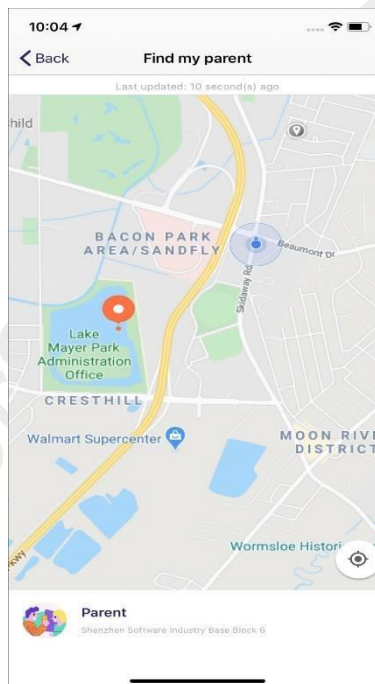 10:04
Back
Find my parent
Last updated: 10 second(s) ago
hild
BACON PARK
AREA/SANDFLY
Beaumont Dr
Skidaway Rd
Lake
Mayer Park
Administration
Office
CRESTHILL
Walmart Supercenter
MOON RIVE
DISTRICT
Wormsloe Histori
Pkwy
Parent
Shenzhen Software Industry Base Block 6